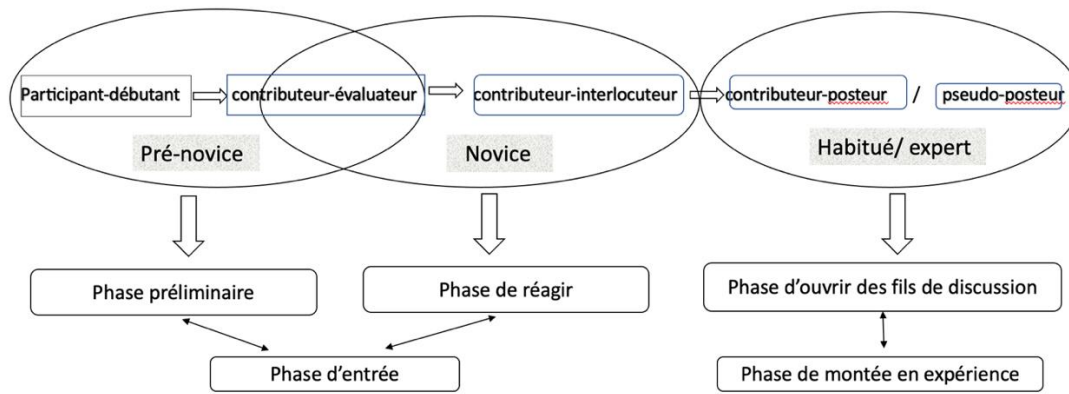 Participant-débutant
contributeur-évaluateur
contributeur-interlocuteur
contributeur-posteur / pseudo-posteur
Pré-novice
Novice
Habitué/ expert
Phase préliminaire
Phase de réagir
Phase d'ouvrir des fils de discussion
Phase d'entrée
Phase de montée en expérience